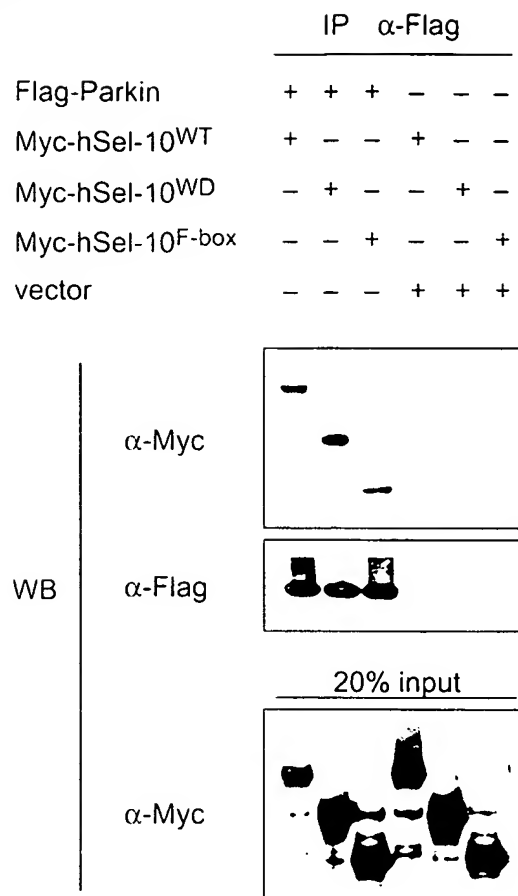 IP α-Flag
Flag-Parkin + + + – – –
Myc-hSel-10WT + – – + – –
Myc-hSel-10WD – + – – + –
Myc-hSel-10F-box – – + – – +
vector – – – + + +
α-Myc
WB α-Flag
20% input
α-Myc